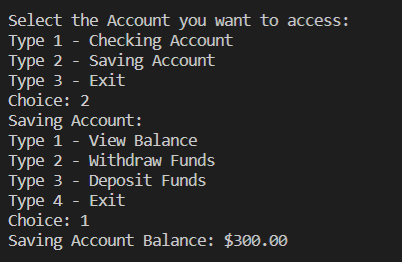 Select the Account you want to access:
Type 1 - Checking Account
Type 2 - Saving Account
Type 3 - Exit
Choice: 2
Saving Account:
Type 1 - View Balance
Type 2 - Withdraw Funds
Type 3 - Deposit Funds
Type 4 - Exit
Choice: 1
Saving Account Balance: $300.00